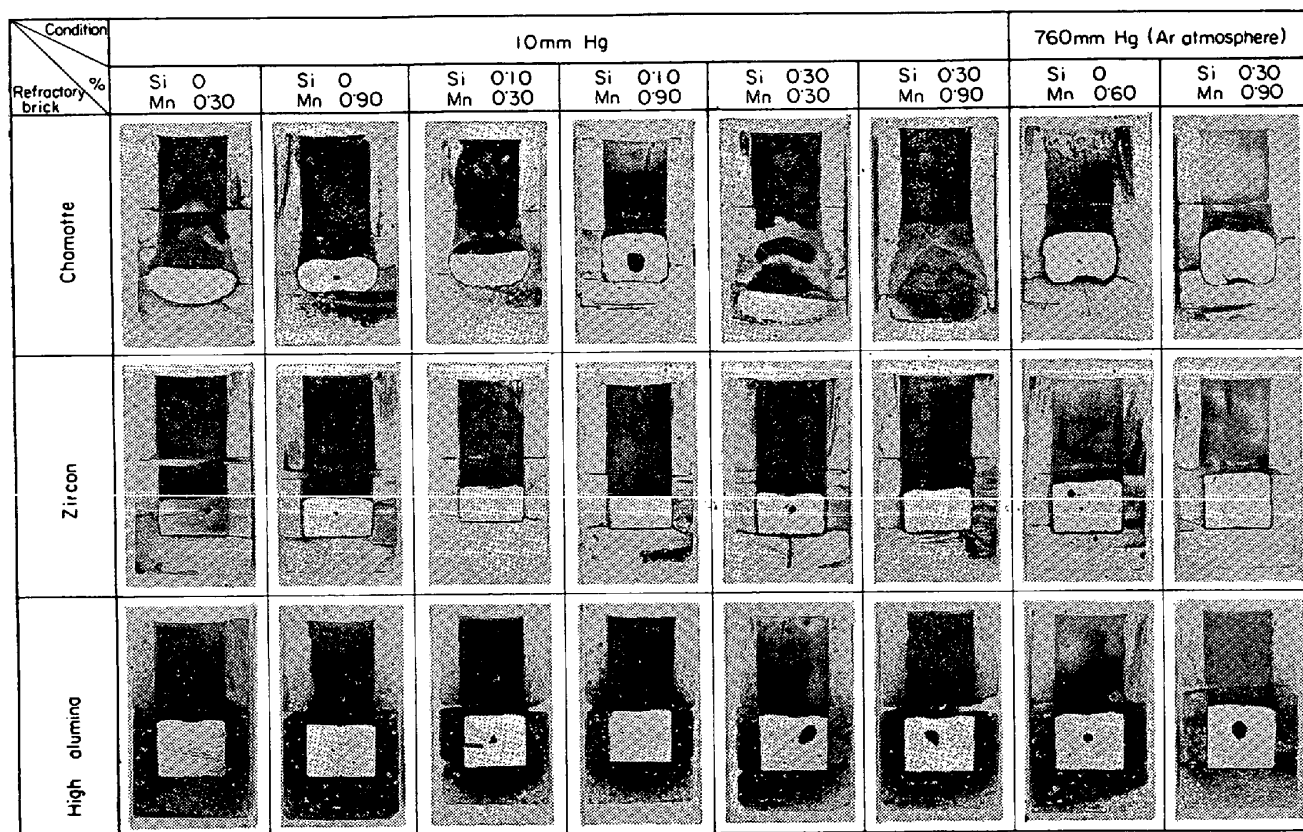 Condition
%
Refractory brick
10mm Hg
760mm Hg (Ar atmosphere)
Si 0
Mn 0·30
Si 0
Mn 0·90
Si 0·10
Mn 0·30
Si 0·10
Mn 0·90
Si 0·30
Mn 0·30
Si 0·30
Mn 0·90
Si 0
Mn 0·60
Si 0·30
Mn 0·90
Chamotte
Zircon
High alumina